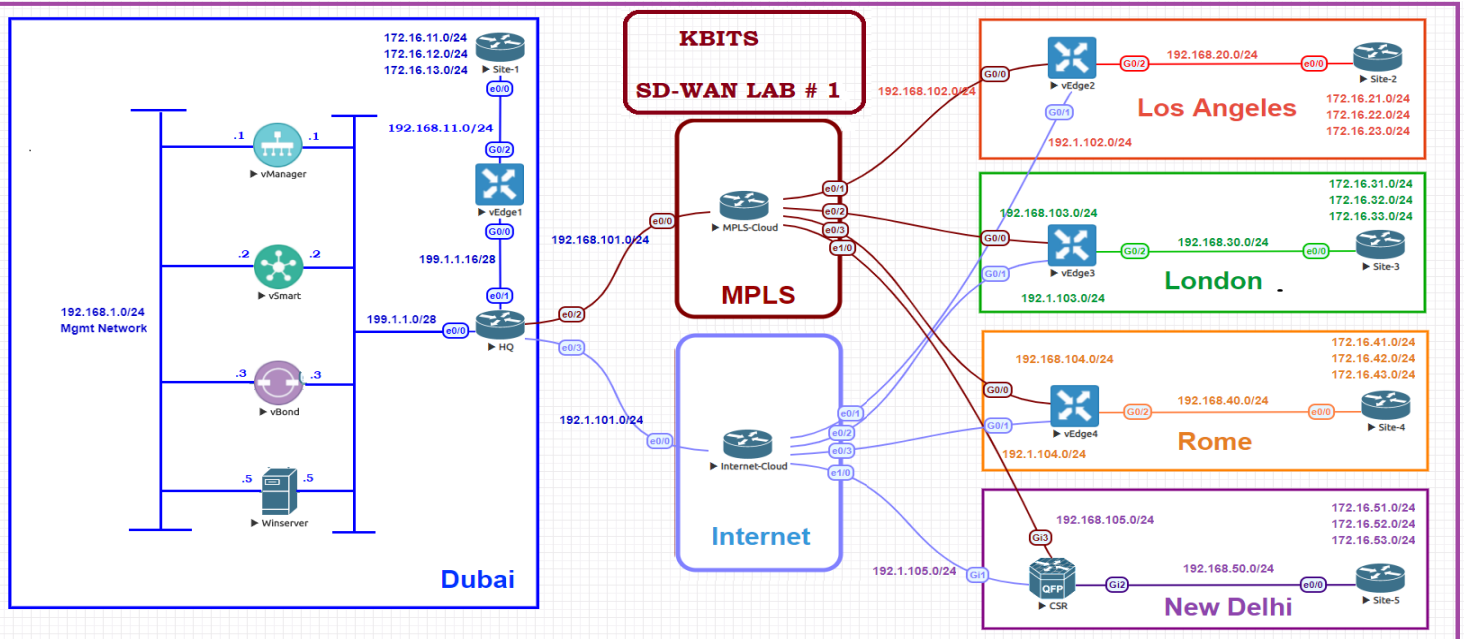 KBITS
SD-WAN LAB # 1
172.16.11.0/24
172.16.12.0/24
172.16.13.0/24
Site-1
e0/0
192.168.11.0/24
G0/2
vEdge1
G0/0
199.1.1.16/28
e0/1
HQ
e0/0
199.1.1.0/28
e0/2
e0/3
.1
.1
vManager
.2
.2
vSmart
192.168.1.0/24
Mgmt Network
.3
.3
vBond
.5
.5
Winserver
Dubai
192.168.101.0/24
e0/0
MPLS-Cloud
e0/1
e0/2
e0/3
e1/0
MPLS
192.1.101.0/24
e0/0
Internet-Cloud
e0/1
e0/2
e0/3
e1/0
Internet
192.168.102.0/24
G0/0
vEdge2
G0/1
192.1.102.0/24
G0/2
192.168.20.0/24
e0/0
Site-2
Los Angeles
172.16.21.0/24
172.16.22.0/24
172.16.23.0/24
172.16.31.0/24
172.16.32.0/24
172.16.33.0/24
192.168.103.0/24
G0/0
vEdge3
G0/1
192.1.103.0/24
G0/2
192.168.30.0/24
e0/0
Site-3
London
172.16.41.0/24
172.16.42.0/24
172.16.43.0/24
192.168.104.0/24
G0/0
vEdge4
G0/1
192.1.104.0/24
G0/2
192.168.40.0/24
e0/0
Site-4
Rome
172.16.51.0/24
172.16.52.0/24
172.16.53.0/24
192.168.105.0/24
Gi3
192.1.105.0/24
Gi1
QFP
CSR
Gi2
192.168.50.0/24
e0/0
Site-5
New Delhi